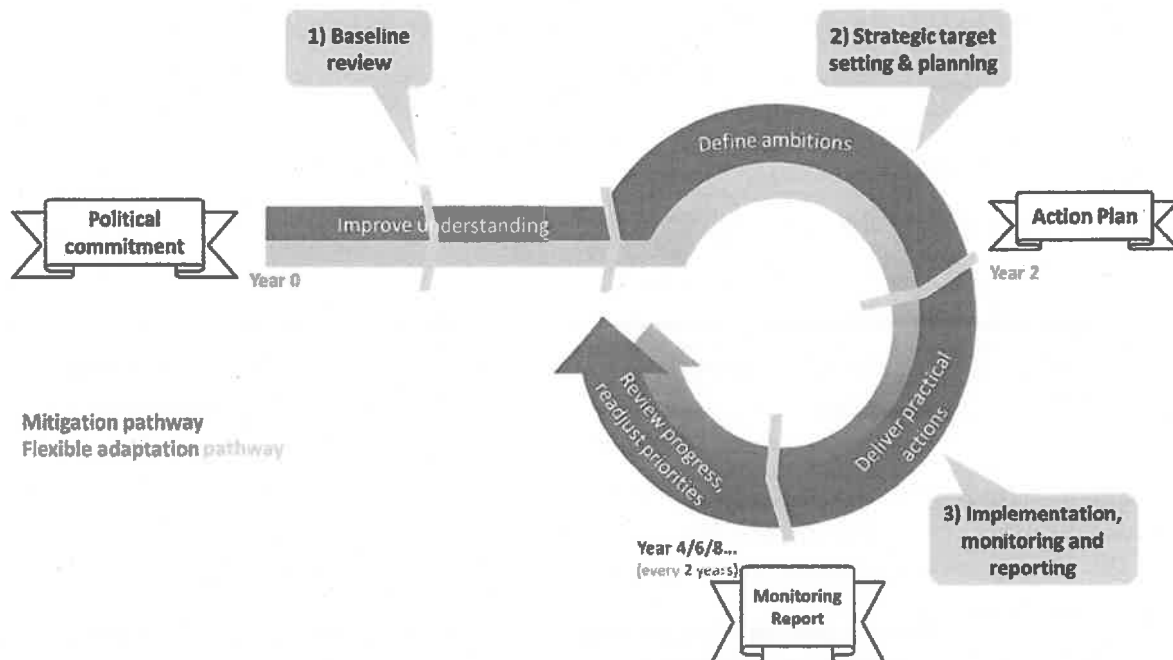 1) Baseline
review
2) Strategic target
setting & planning
Define ambitions
Political
commitment
Improve understanding
Action Plan
Year 0
Year 2
Mitigation pathway
Flexible adaptation pathway
Review progress,
readjust priorities
Deliver practical
actions
3) Implementation,
monitoring and
reporting
Year 4/6/8...
(every 2 years)
Monitoring
Report